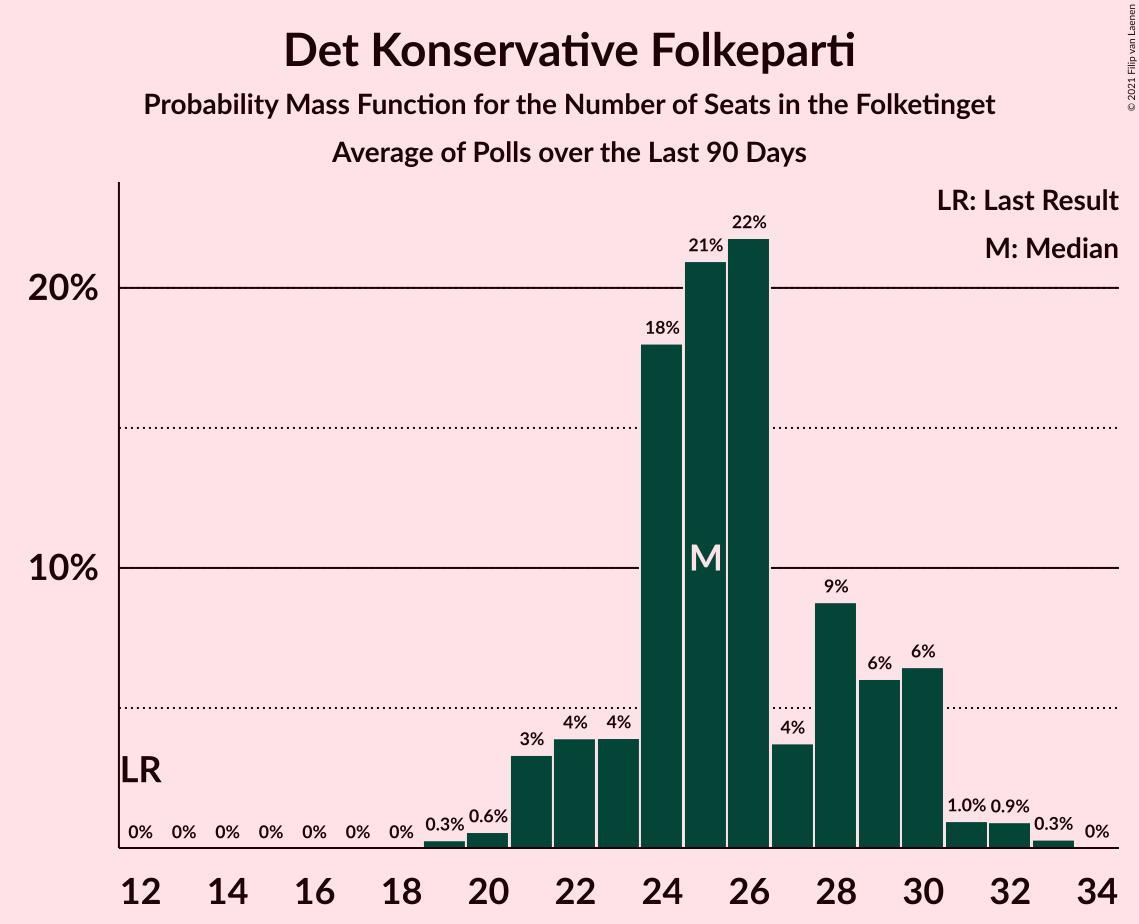 Det Konservative Folkeparti
Probability Mass Function for the Number of Seats in the Folketinget
Average of Polls over the Last 90 Days
© 2021 Filip van Laenen
LR: Last Result
M: Median
20%
10%
LR
M
0% 0% 0% 0% 0% 0% 0% 0.3% 0.6% 3% 4% 4% 18% 21% 22% 4% 9% 6% 6% 1.0% 0.9% 0.3% 0%
12 14 16 18 20 22 24 26 28 30 32 34